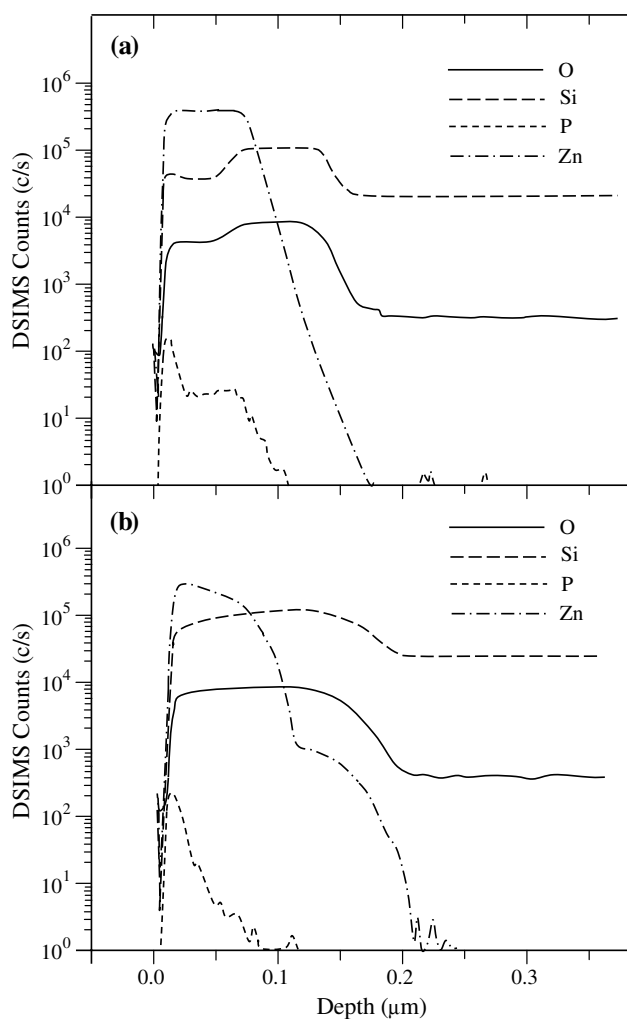 (a)
O
Si
P
Zn
10^6
10^5
10^4
10^3
10^2
10^1
10^0
DSIMS Counts (c/s)
(b)
O
Si
P
Zn
10^6
10^5
10^4
10^3
10^2
10^1
10^0
DSIMS Counts (c/s)
0.0 0.1 0.2 0.3
Depth (µm)